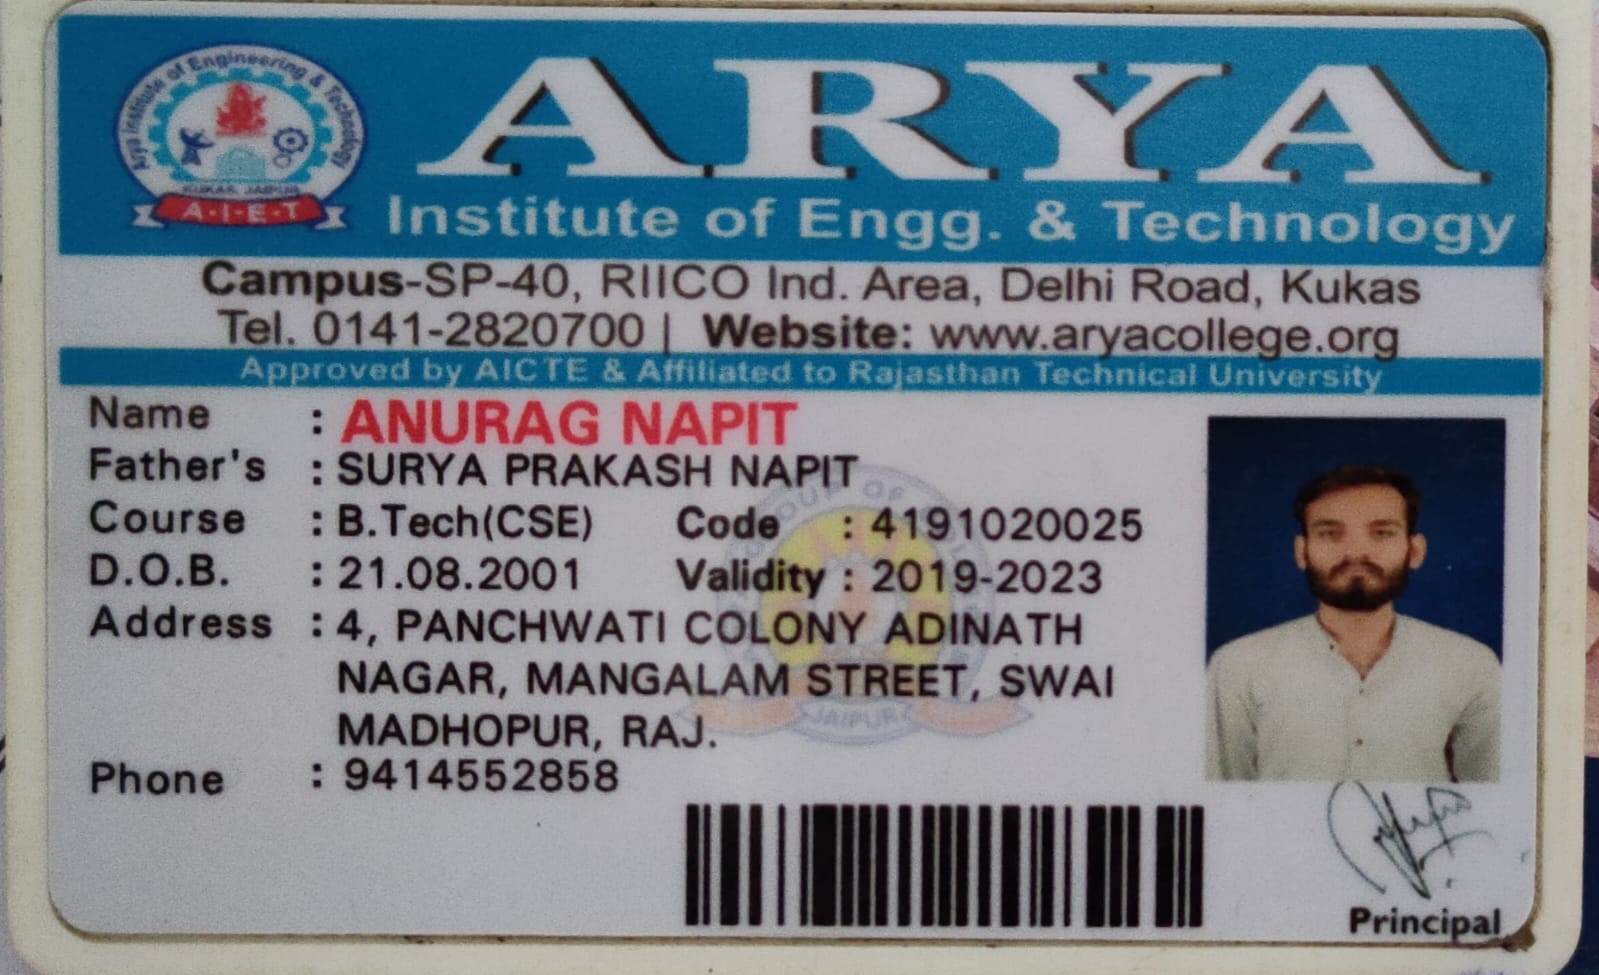 Arya Institute of Engineering & Technology
KUKAS, JAIPUR
A-I-E-T
ARYA
Institute of Engg. & Technology
Campus-SP-40, RIICO Ind. Area, Delhi Road, Kukas
Tel. 0141-2820700 | Website: www.aryacollege.org
Approved by AICTE & Affiliated to Rajasthan Technical University
Name : ANURAG NAPIT
Father's : SURYA PRAKASH NAPIT
Course : B.Tech(CSE) Code : 4191020025
D.O.B. : 21.08.2001 Validity : 2019-2023
Address : 4, PANCHWATI COLONY ADINATH
NAGAR, MANGALAM STREET, SWAI
MADHOPUR, RAJ.
JAIPUR
Phone : 9414552858
Principal